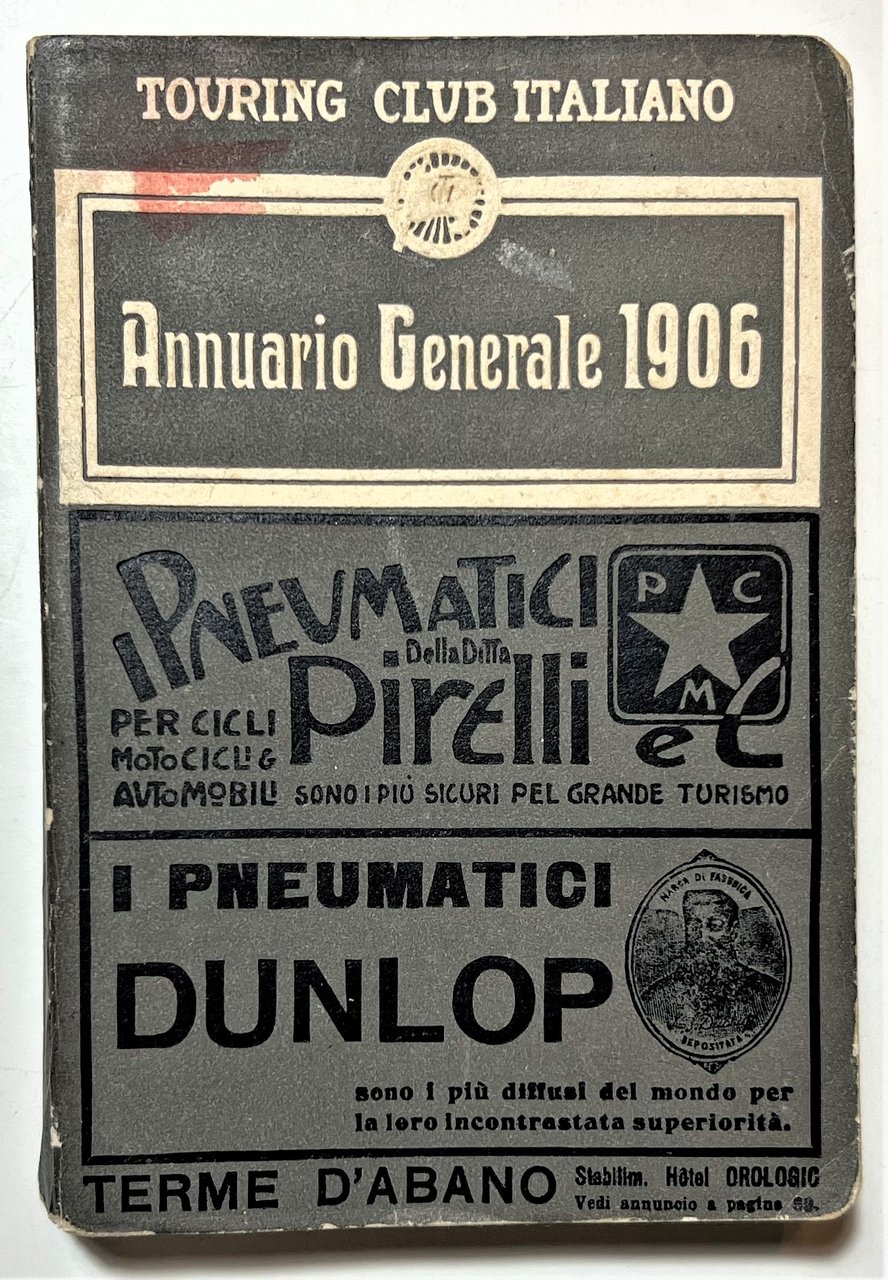 TOURING CLUB ITALIANO
Annuario Generale 1906
I PNEUMATICI
Della Ditta
Pirelli e C
P C
M
PER CICLI
MOTOCICLI &
AUTOMOBILI SONO I PIÙ SICURI PEL GRANDE TURISMO
I PNEUMATICI
DUNLOP
MARCA DI FABBRICA
DEPOSITATA
sono i più diffusi del mondo per
la loro incontrastata superiorità.
TERME D'ABANO
Stabilim. Hôtel OROLOGIO
Vedi annuncio a pagina